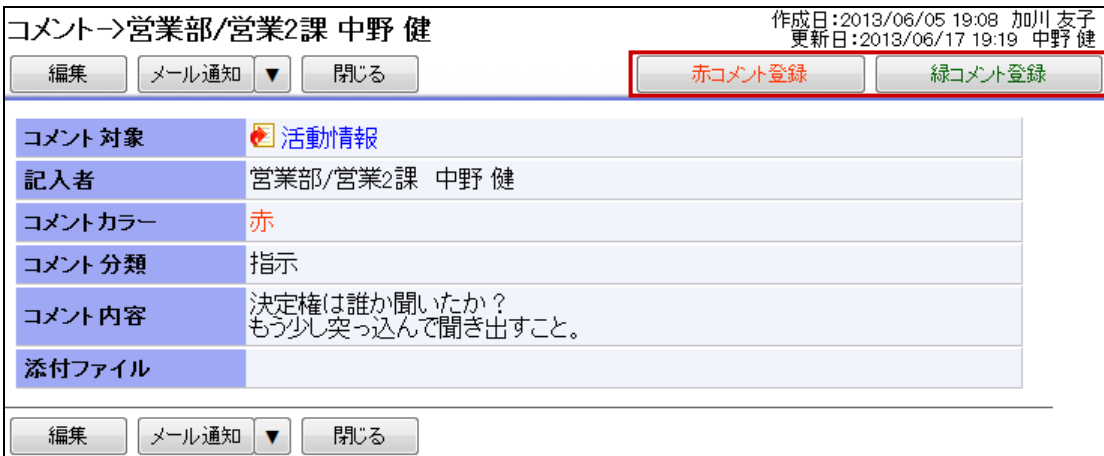 コメント->営業部/営業2課 中野 健
作成日:2013/06/05 19:08 加川 友子
更新日:2013/06/17 19:19 中野 健
編集 メール通知 ▼ 閉じる 赤コメント登録 緑コメント登録
コメント対象 活動情報
記入者 営業部/営業2課 中野 健
コメントカラー 赤
コメント分類 指示
コメント内容 決定権は誰か聞いたか?
もう少し突っ込んで聞き出すこと。
添付ファイル
編集 メール通知 ▼ 閉じる